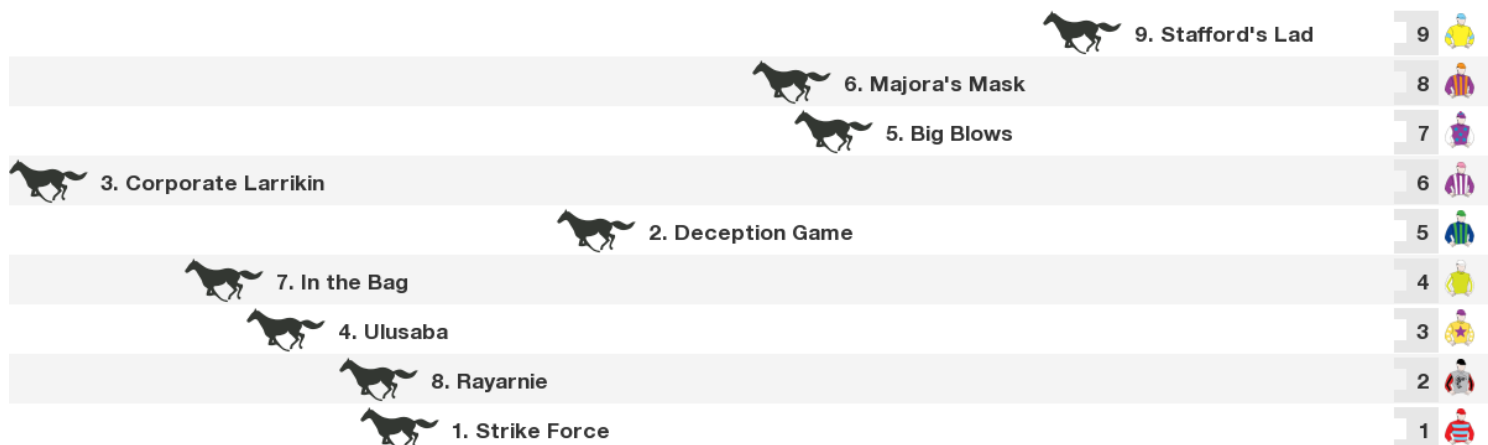 9. Stafford's Lad 9
6. Majora's Mask 8
5. Big Blows 7
3. Corporate Larrikin 6
2. Deception Game 5
7. In the Bag 4
4. Ulusaba 3
8. Rayarnie 2
1. Strike Force 1